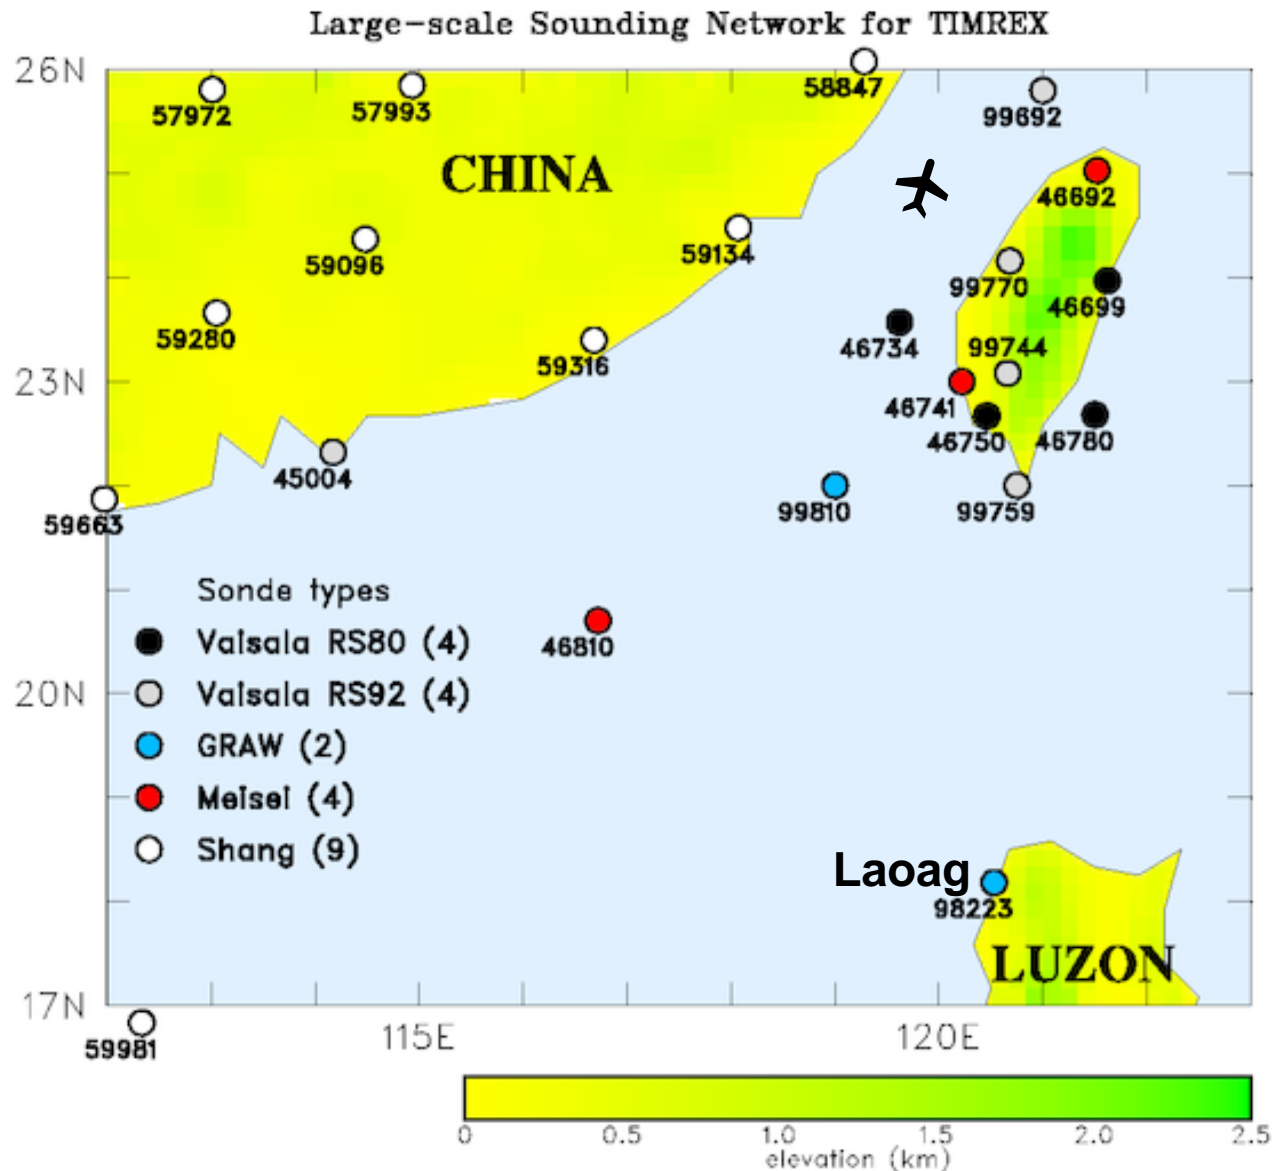 Large-scale Sounding Network for TIMREX
26N
58847
57972
57993
99692
CHINA
46692
59134
59096
99770
46699
59280
46734
99744
59316
23N
46741
46750
46780
45004
59663
99810
99759
Sonde types
46810
Vaisala RS80 (4)
20N
Vaisala RS92 (4)
GRAW (2)
Meisei (4)
Shang (9)
Laoag
98223
LUZON
17N
115E
120E
59981
0 0.5 1.0 1.5 2.0 2.5
elevation (km)